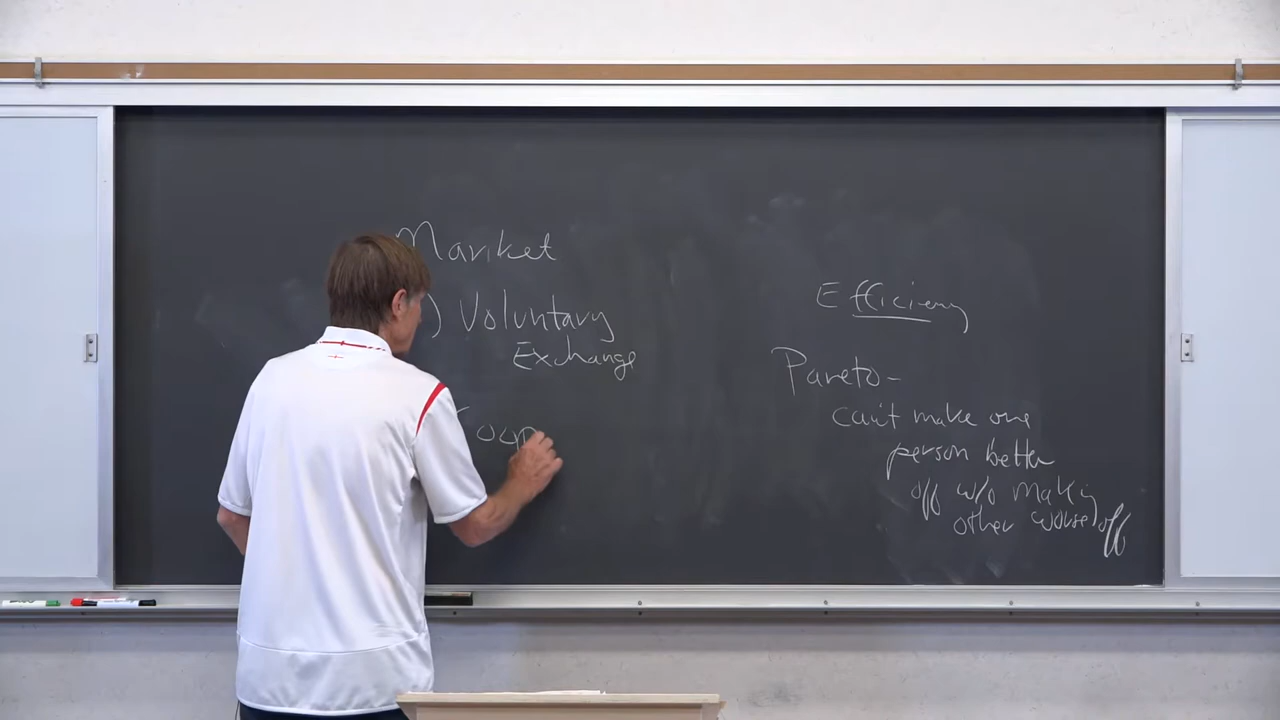 Market
) Voluntary
Exchange
Efficiency
Pareto-
can't make one
person better
off w/o making
other worse off